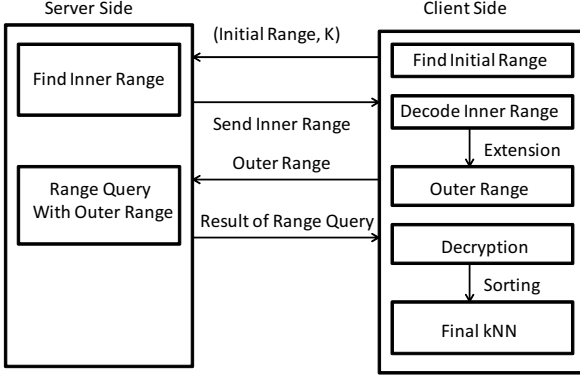 Server Side
Client Side
(Initial Range, K)
Find Initial Range
Find Inner Range
Send Inner Range
Decode Inner Range
Extension
Outer Range
Outer Range
Range Query
With Outer Range
Result of Range Query
Decryption
Sorting
Final kNN